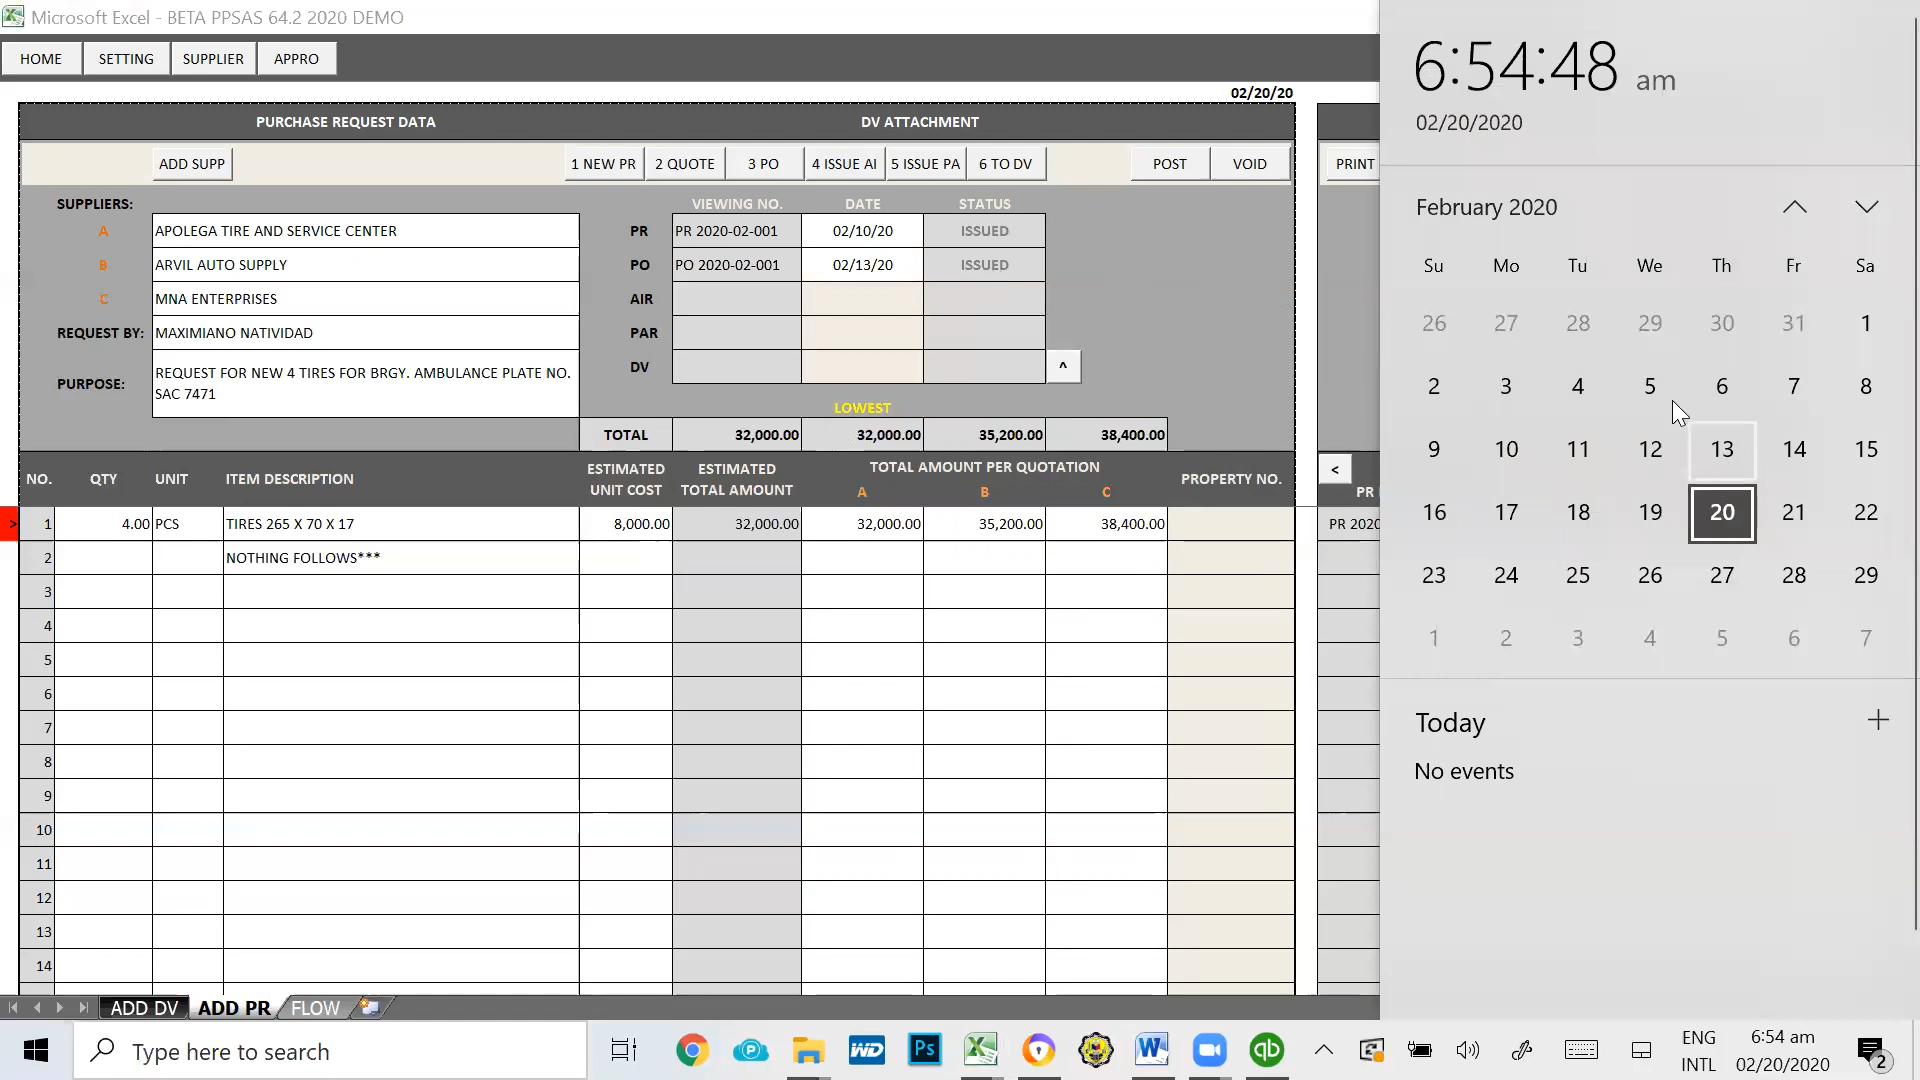 Microsoft Excel - BETA PPSAS 64.2 2020 DEMO
HOME SETTING SUPPLIER APPRO
02/20/20
PURCHASE REQUEST DATA DV ATTACHMENT
ADD SUPP 1 NEW PR 2 QUOTE 3 PO 4 ISSUE AI 5 ISSUE PA 6 TO DV POST VOID PRINT
SUPPLIERS: VIEWING NO. DATE STATUS
A APOLEGA TIRE AND SERVICE CENTER PR PR 2020-02-001 02/10/20 ISSUED
B ARVIL AUTO SUPPLY PO PO 2020-02-001 02/13/20 ISSUED
C MNA ENTERPRISES AIR
REQUEST BY: MAXIMIANO NATIVIDAD PAR
PURPOSE: REQUEST FOR NEW 4 TIRES FOR BRGY. AMBULANCE PLATE NO. DV ^
SAC 7471
LOWEST
TOTAL 32,000.00 32,000.00 35,200.00 38,400.00
NO. QTY UNIT ITEM DESCRIPTION ESTIMATED ESTIMATED TOTAL AMOUNT PER QUOTATION PROPERTY NO. <
UNIT COST TOTAL AMOUNT A B C PR
> 1 4.00 PCS TIRES 265 X 70 X 17 8,000.00 32,000.00 32,000.00 35,200.00 38,400.00 PR 2020
2 NOTHING FOLLOWS***
3
4
5
6
7
8
9
10
11
12
13
14
ADD DV ADD PR FLOW
6:54:48 am
02/20/2020
February 2020
Su Mo Tu We Th Fr Sa
26 27 28 29 30 31 1
2 3 4 5 6 7 8
9 10 11 12 13 14 15
16 17 18 19 20 21 22
23 24 25 26 27 28 29
1 2 3 4 5 6 7
Today +
No events
Type here to search
P WD Ps X W qb
ENG 6:54 am
INTL 02/20/2020 2